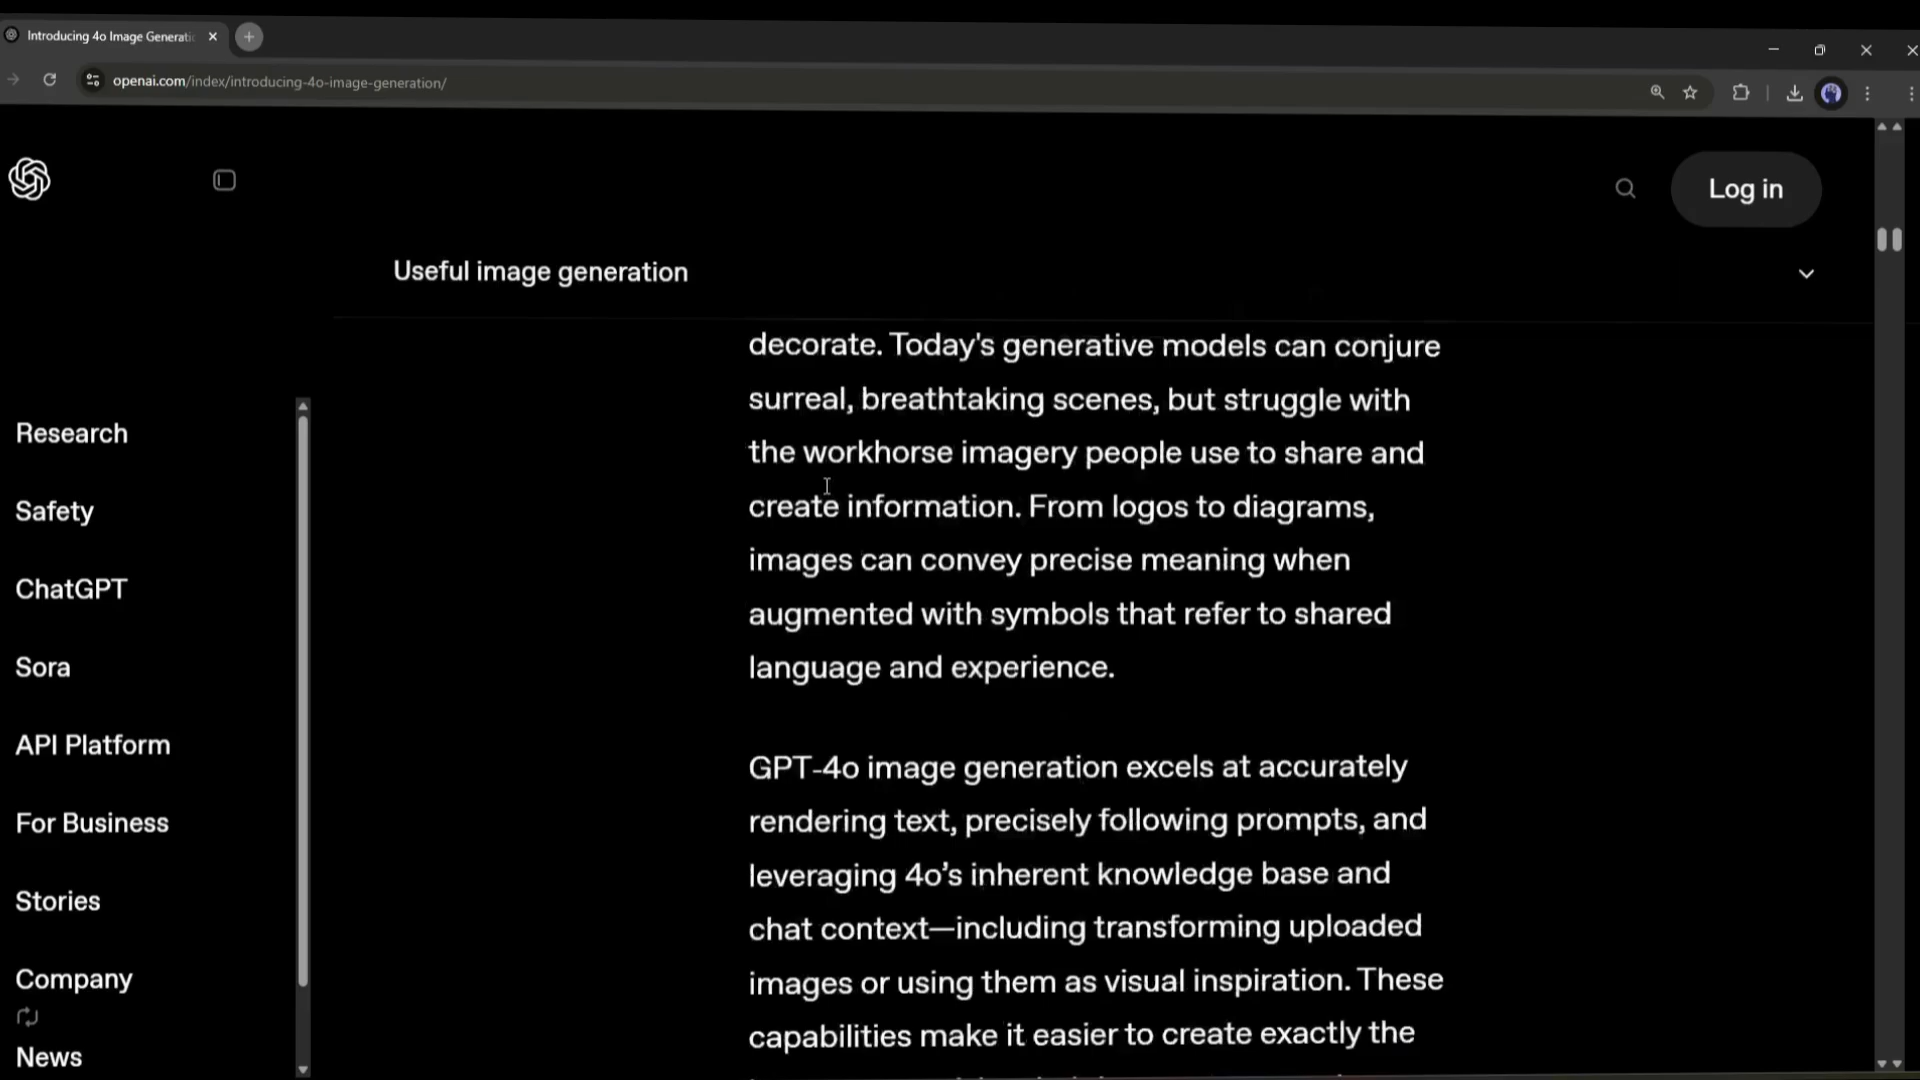 Introducing 4o Image Generati
openai.com/index/introducing-4o-image-generation/
Log in
Useful image generation
Research
Safety
ChatGPT
Sora
API Platform
For Business
Stories
Company
News
decorate. Today's generative models can conjure
surreal, breathtaking scenes, but struggle with
the workhorse imagery people use to share and
create information. From logos to diagrams,
images can convey precise meaning when
augmented with symbols that refer to shared
language and experience.
GPT-4o image generation excels at accurately
rendering text, precisely following prompts, and
leveraging 4o’s inherent knowledge base and
chat context—including transforming uploaded
images or using them as visual inspiration. These
capabilities make it easier to create exactly the